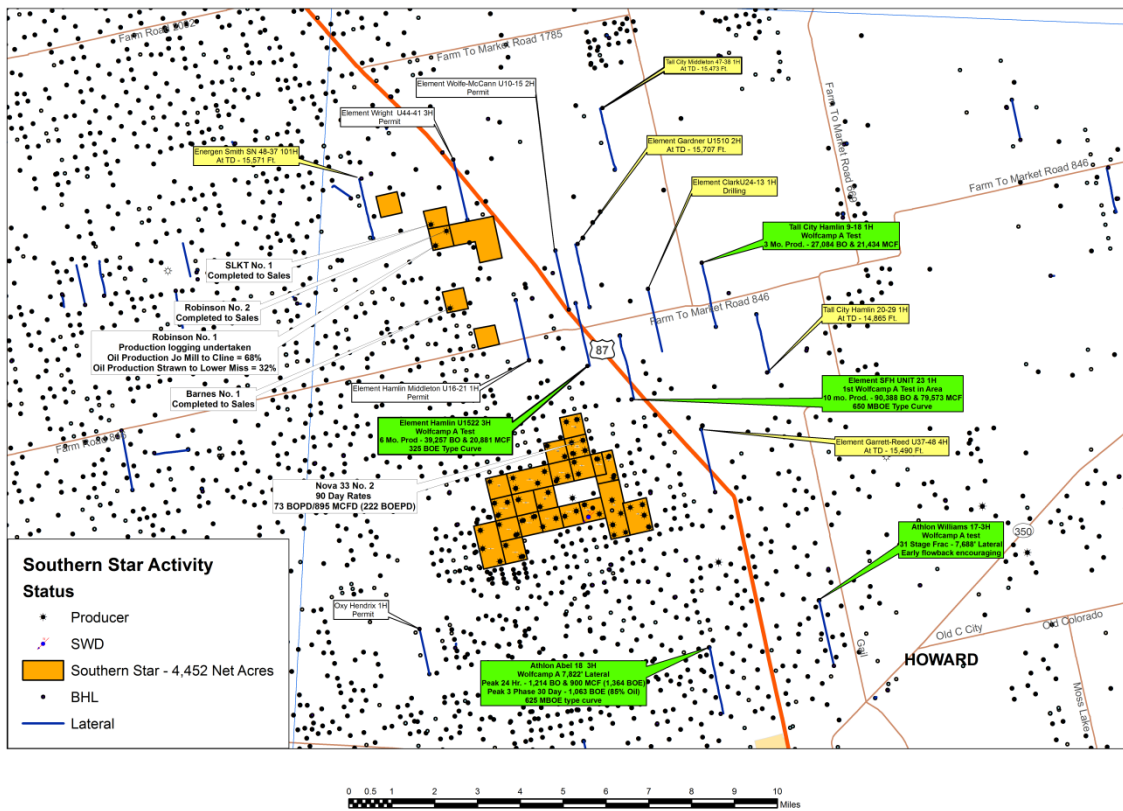 Farm Road 2002
Farm To Market Road 1785
Tall City Middleton 47-38 1H
At TD - 15,473 Ft.
Element Wolfe-McCann U10-15 2H
Permit
Element Wright  U44-41 3H
Permit
Farm To Market Road 669
Element Gardner U1510 2H
At TD - 15,707 Ft.
Energen Smith SN 48-37 101H
At TD - 15,571 Ft.
Farm To Market Road 846
Element ClarkU24-13 1H
Drilling
Tall City Hamlin 9-18 1H
Wolfcamp A Test
3 Mo. Prod. - 27,084 BO & 21,434 MCF
SLKT No. 1
Completed to Sales
Robinson No. 2
Completed to Sales
Farm To Market Road 846
Tall City Hamlin 20-29 1H
At TD - 14,865 Ft.
Robinson No. 1
Production logging undertaken
Oil Production Jo Mill to Cline = 68%
Oil Production Strawn to Lower Miss = 32%
87
Barnes No. 1
Completed to Sales
Element Hamlin Middleton U16-21 1H
Permit
Element SFH UNIT 23 1H
1st Wolfcamp A Test in Area
10 mo. Prod. - 90,388 BO & 79,573 MCF
650 MBOE Type Curve
Farm Road 846
Element Hamlin U1522 3H
Wolfcamp A Test
6 Mo. Prod - 39,257 BO & 20,881 MCF
325 BOE Type Curve
Element Garrett-Reed U37-48 4H
At TD - 15,490 Ft.
Nova 33 No. 2
90 Day Rates
73 BOPD/895 MCFD (222 BOEPD)
Athlon Williams 17-3H
Wolfcamp A test
31 Stage Frac - 7,688' Lateral
Early flowback encouraging
350
Southern Star Activity
Status
Producer
SWD
Southern Star - 4,452 Net Acres
BHL
Lateral
Oxy Hendrix 1H
Permit
Old C City
Old Colorado
Gail
HOWARD
Moss Lake
Athlon Abel 18  3H
Wolfcamp A 7,822' Lateral
Peak 24 Hr. - 1,214 BO & 900 MCF (1,364 BOE)
Peak 3 Phase 30 Day - 1,063 BOE (85% Oil)
625 MBOE type curve
0 0.5 1 2 3 4 5 6 7 8 9 10
Miles